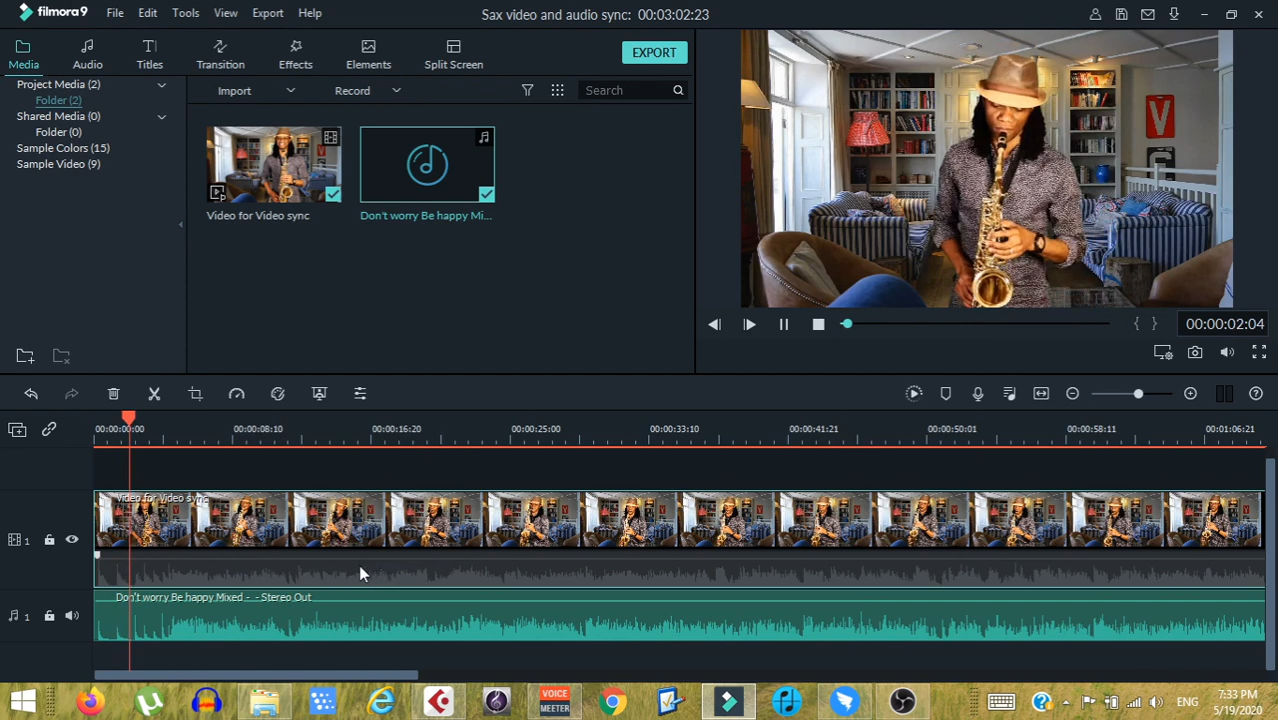 filmora9 File Edit Tools View Export Help Sax video and audio sync: 00:03:02:23
Media Audio Titles Transition Effects Elements Split Screen EXPORT
Project Media (2)
Folder (2)
Shared Media (0)
Folder (0)
Sample Colors (15)
Sample Video (9)
Import Record Search
Video for Video sync Don't worry Be happy Mi...
V
{ } 00:00:02:04
00:00:00:00 00:00:08:10 00:00:16:20 00:00:25:00 00:00:33:10 00:00:41:21 00:00:50:01 00:00:58:11 00:01:06:21
Video for Video sync
1
Don't worry Be happy Mixed - - Stereo Out
1
VOICE
MEETER
ENG
7:33 PM
5/19/2020